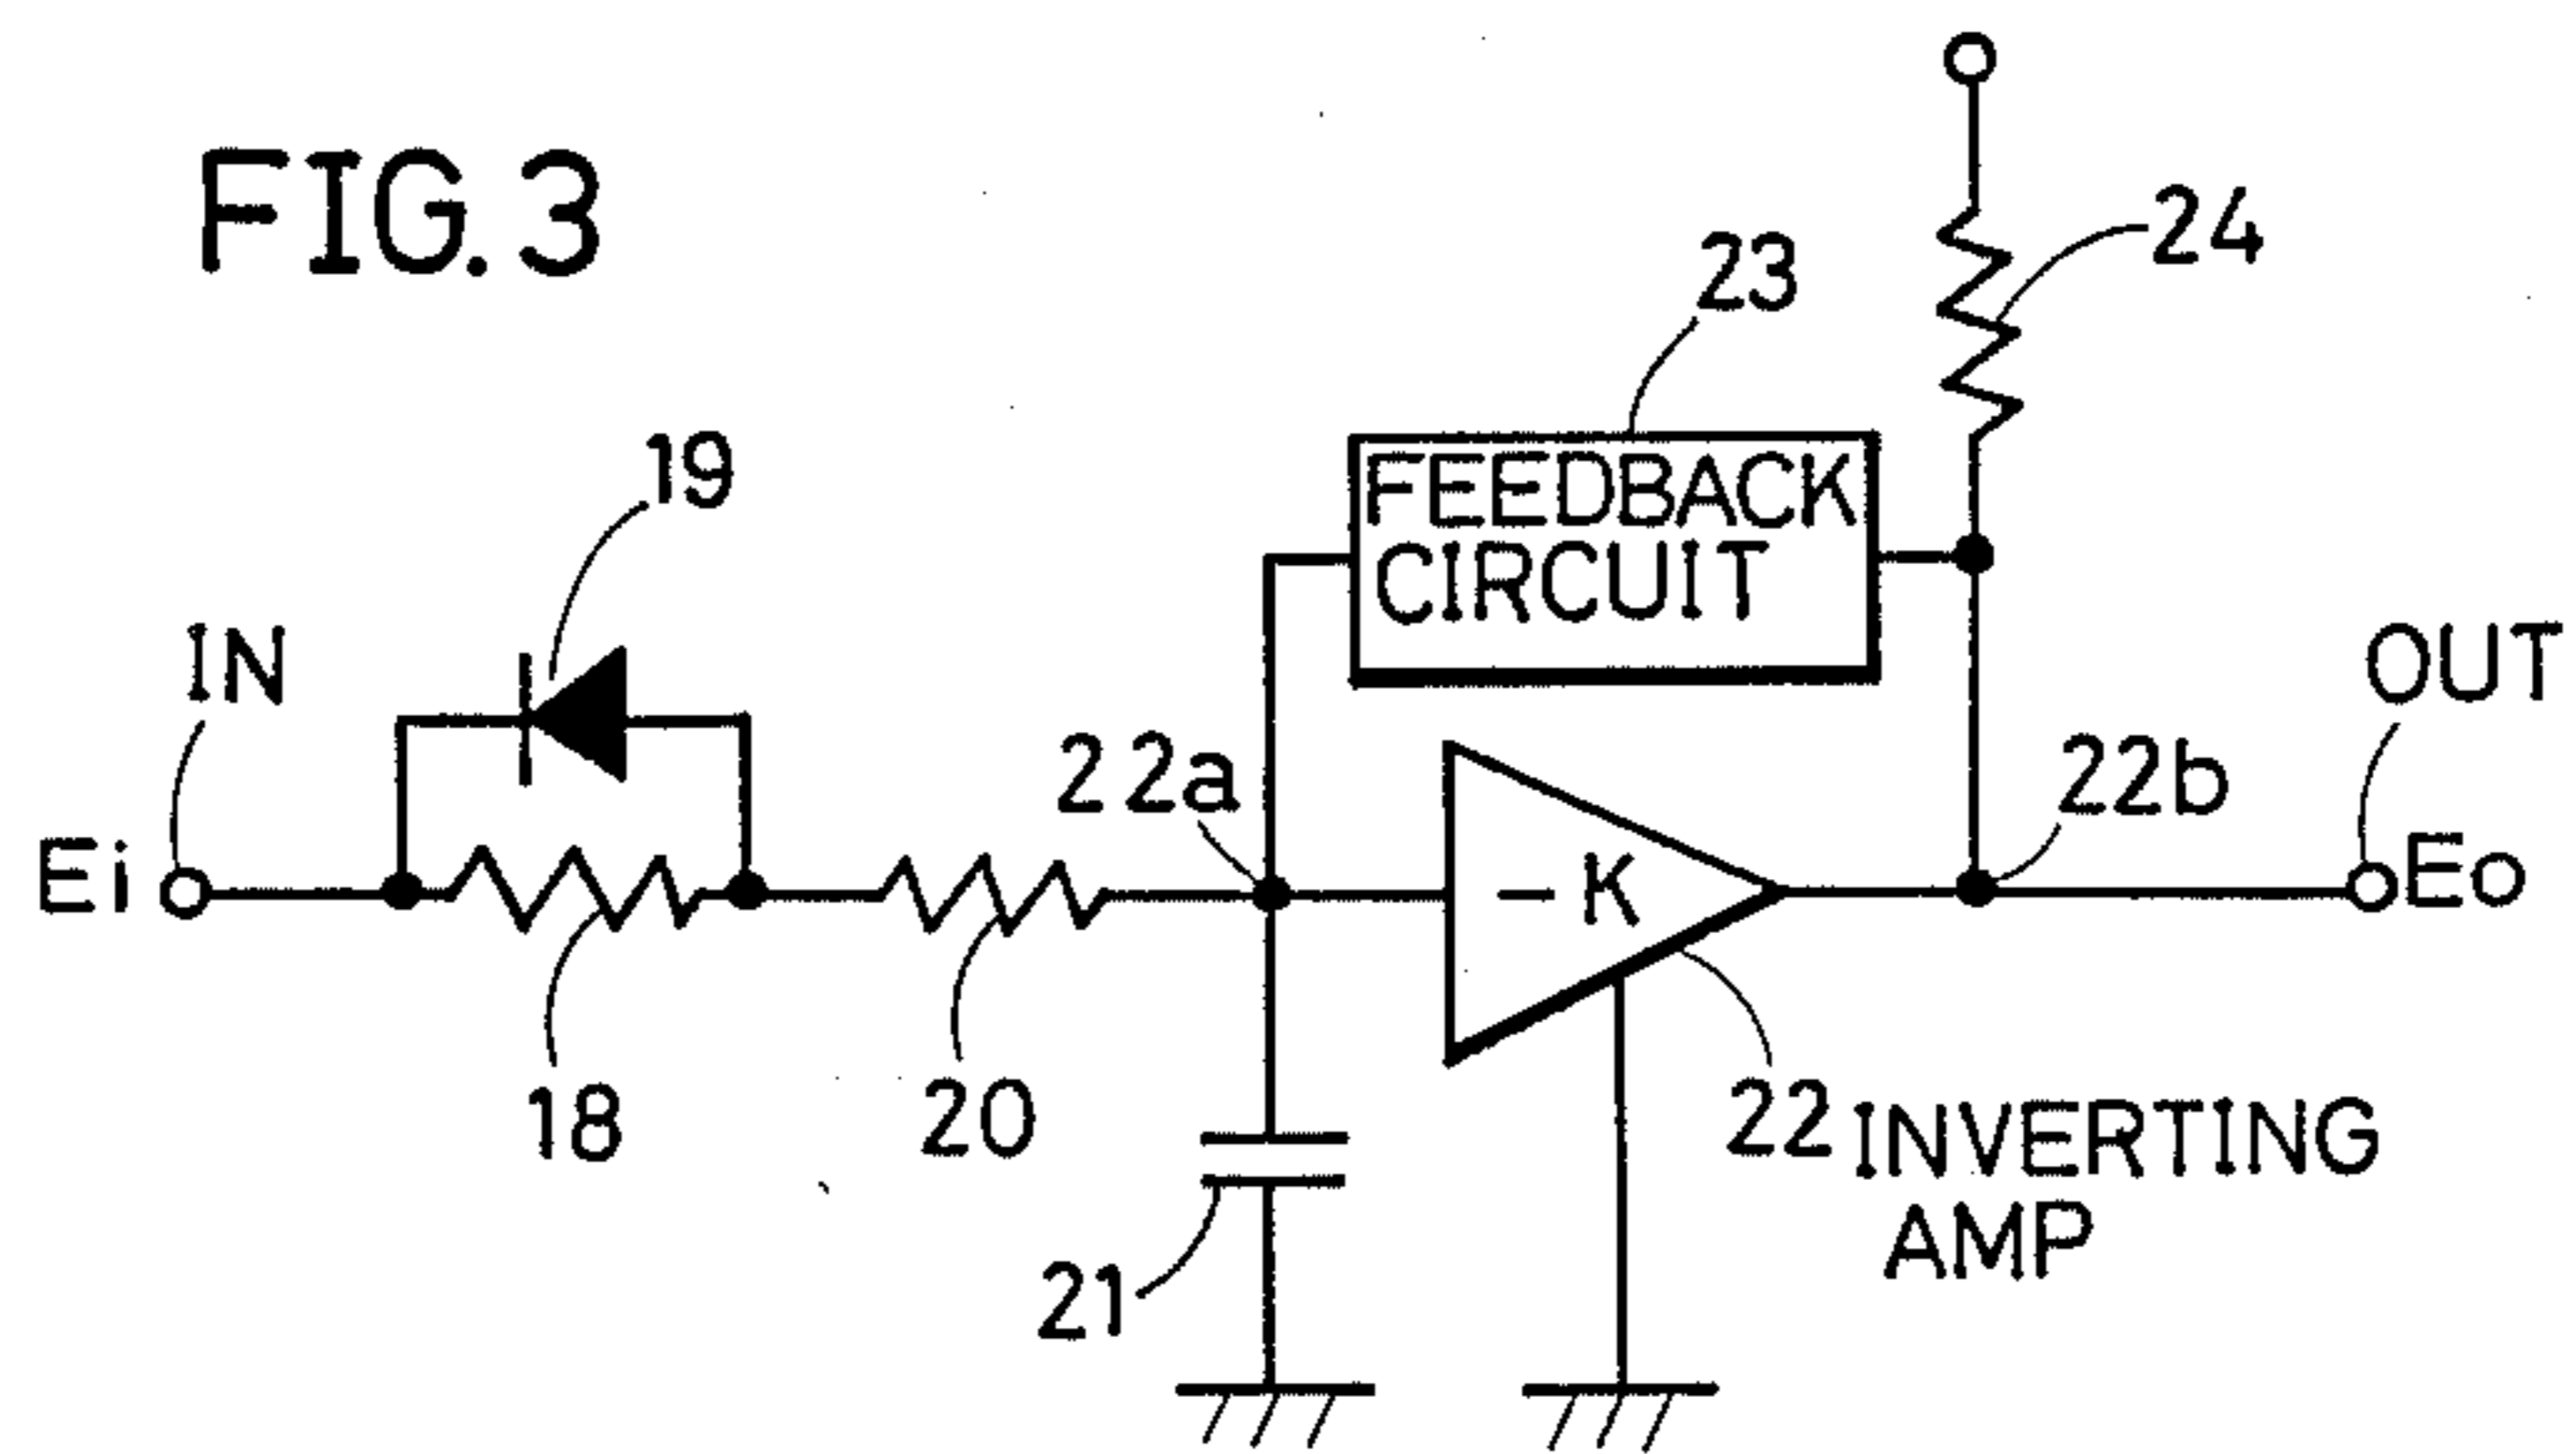 FIG. 3
24
23
19
FEEDBACK
CIRCUIT
IN
OUT
22a
22b
Ei
-K
Eo
18
20
22 INVERTING
AMP
21